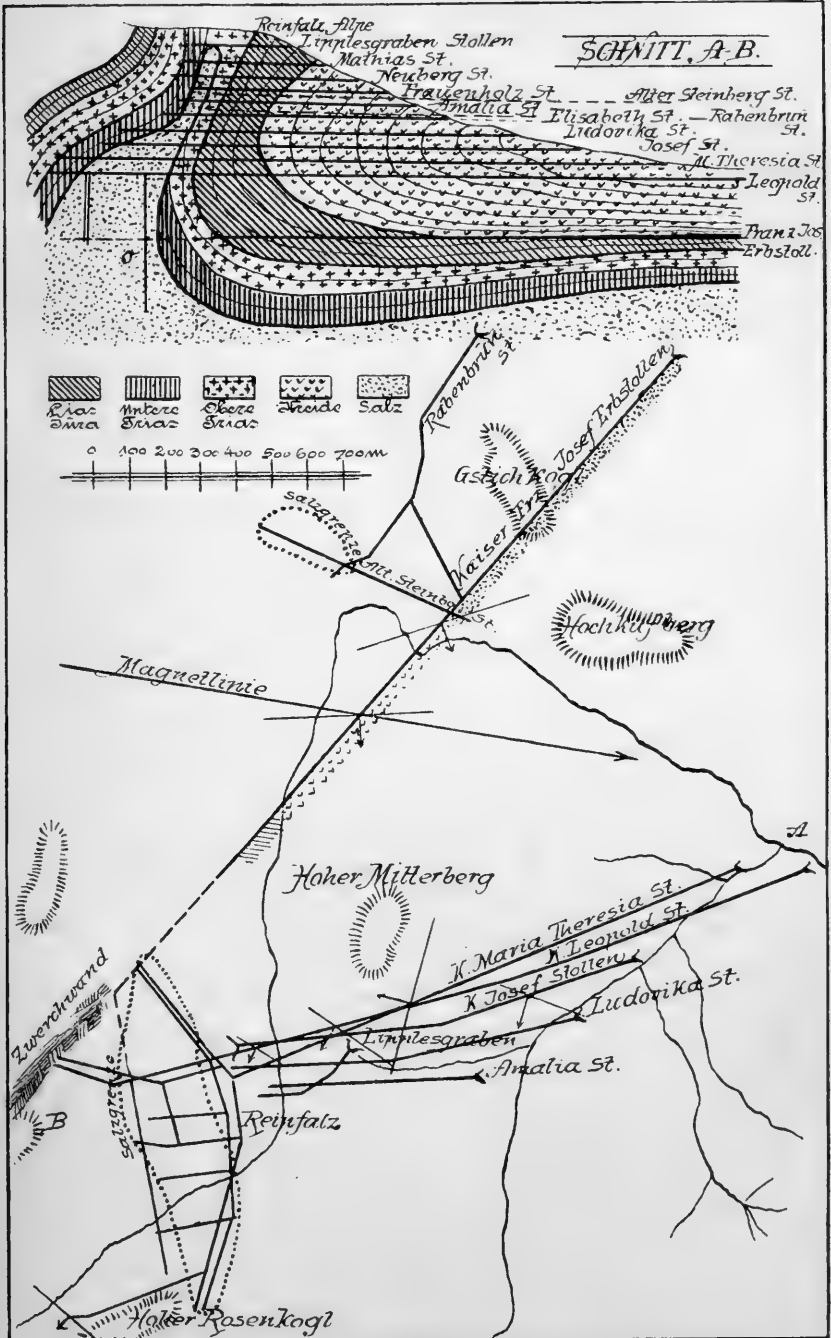 Reinfalz Alpe
Lipplesgraben Stollen
SCHNITT. A-B.
Mathias St.
Neuberg St.
Frauenholz St.
Alter Steinberg St.
Amalia St.
Elisabeth St. — Rabenbrun St.
Ludovika St.
Josef St.
M. Theresia St.
Leopold St.
Franz Jos. Erbstoll.
Lias Jura
Untere Trias
Obere Trias
Kreide
Salz
0 100 200 300 400 500 600 700 m
Rabenbrun St
Kaiser Frz. Josef Erbstollen
Gstich Kogl
Salzgrenze
Alt. Steinberg St.
Hochkufberg
Magnetlinie
A
Hoher Mitterberg
K. Maria Theresia St.
K. Leopold St.
K Josef Stollen
Ludovika St.
Zwerchwand
Lipplesgraben
Amalia St.
B
Salzgrenze
Reinfalz
Hoher Rosenkogl